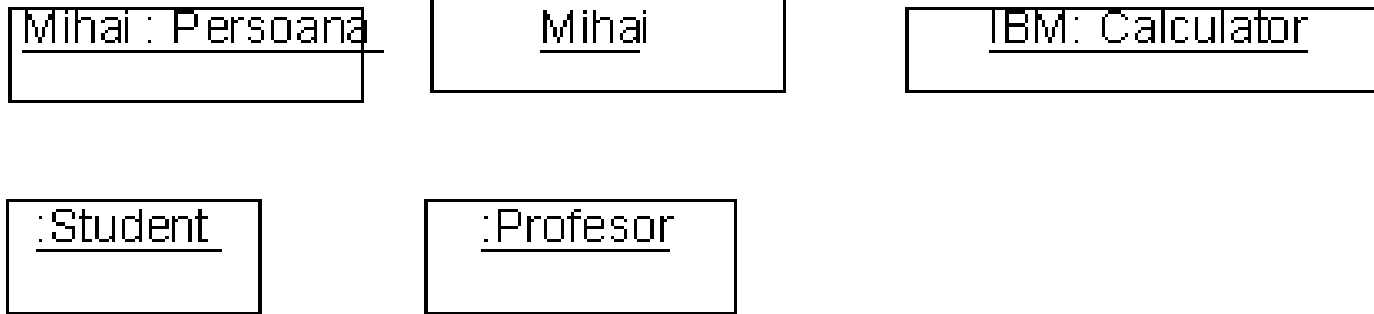 Mihai : Persoana
Mihai
IBM: Calculator
:Student
:Profesor